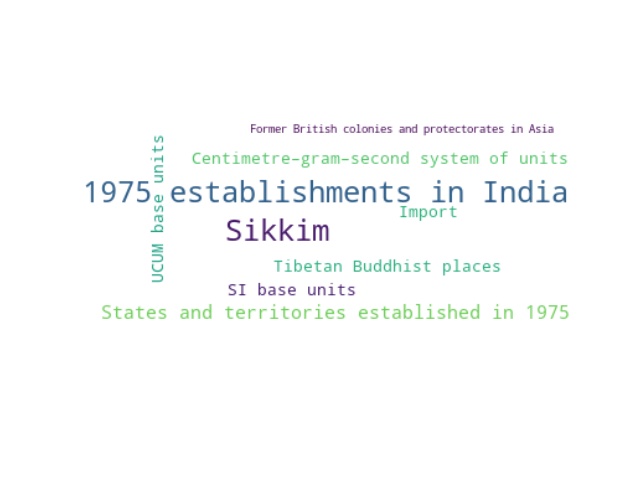 Former British colonies and protectorates in Asia
UCUM base units
Centimetre–gram–second system of units
1975 establishments in India
Import
Sikkim
Tibetan Buddhist places
SI base units
States and territories established in 1975